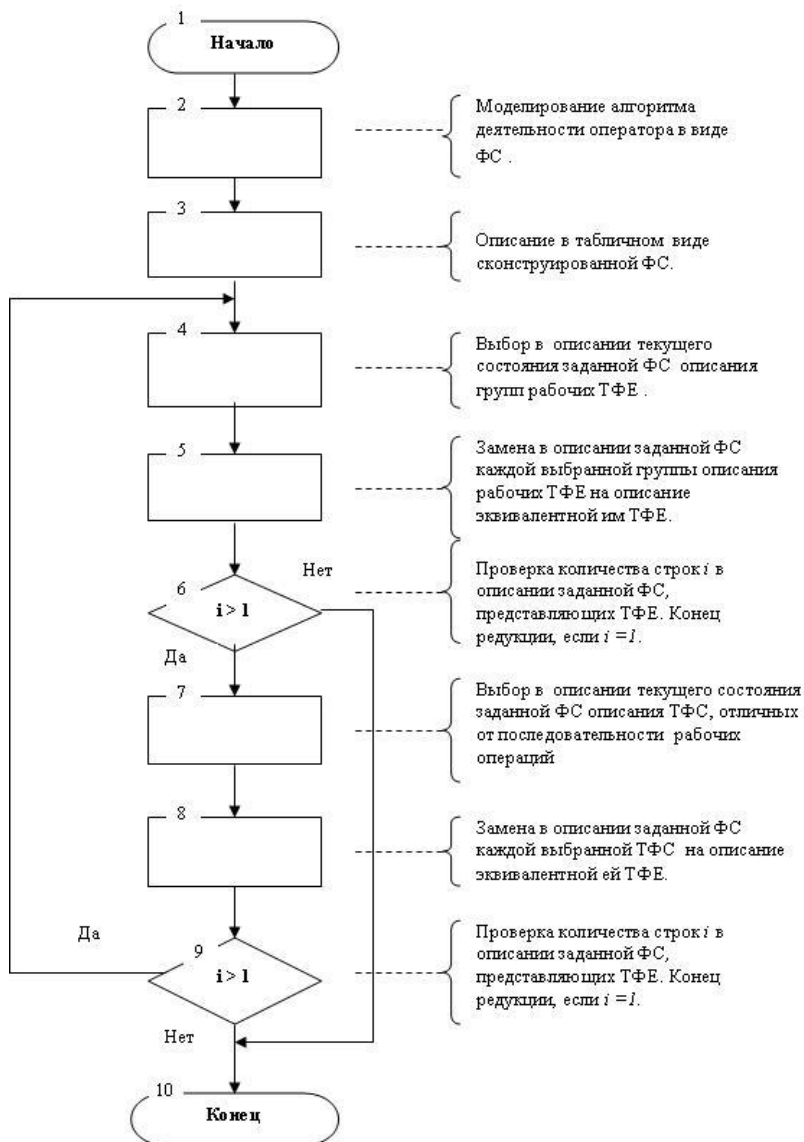 1
Начало
2
Моделирование алгоритма
деятельности оператора в виде
ФС .
3
Описание в табличном виде
сконструированной ФС.
4
Выбор в описании текущего
состояния заданной ФС описания
групп рабочих ТФЕ .
5
Замена в описании заданной ФС
каждой выбранной группы описания
рабочих ТФЕ на описание
эквивалентной им ТФЕ.
6
i > 1
Нет
Да
Проверка количества строк i в
описании заданной ФС,
представляющих ТФЕ. Конец
редукции, если i =1.
7
Выбор в описании текущего состояния
заданной ФС описания ТФС, отличных
от последовательности рабочих
операций
8
Замена в описании заданной ФС
каждой выбранной ТФС на описание
эквивалентной ей ТФЕ.
Да
9
i > 1
Нет
Проверка количества строк i в
описании заданной ФС,
представляющих ТФЕ. Конец
редукции, если i =1.
10
Конец